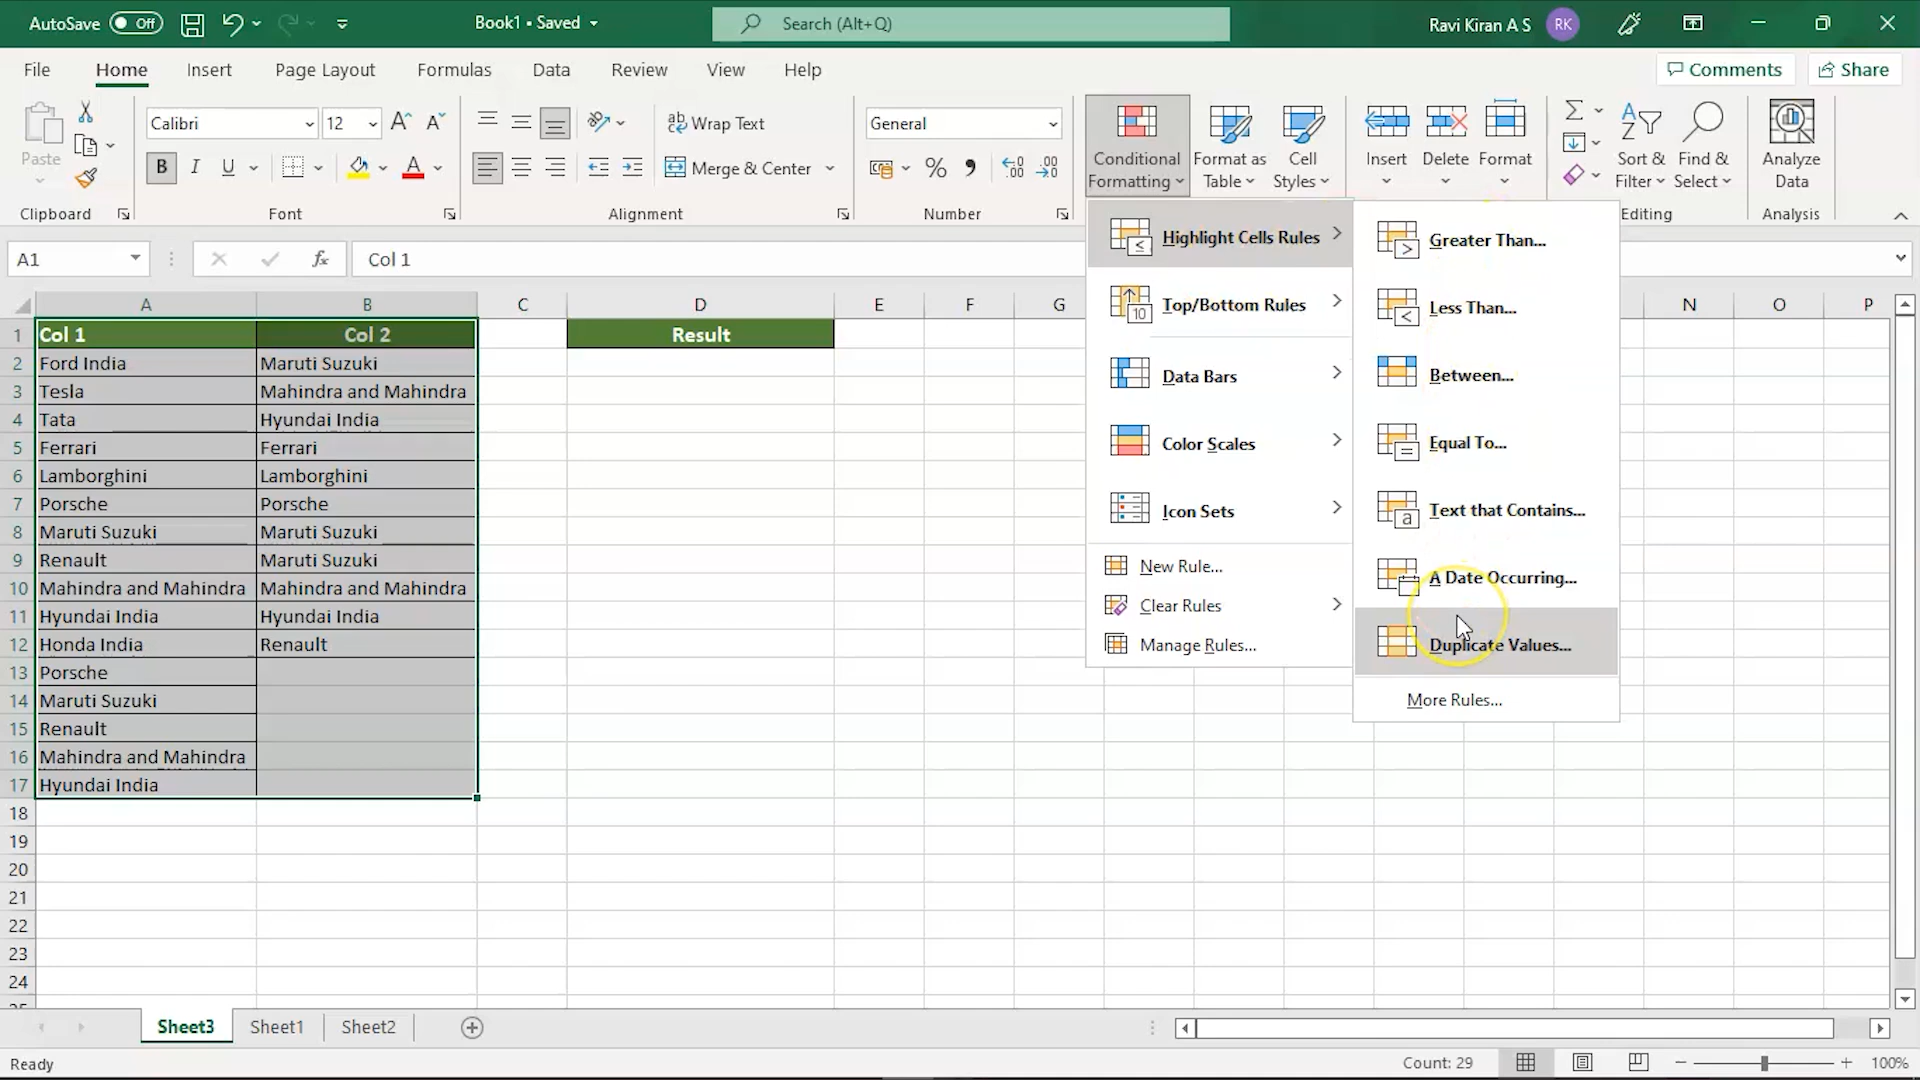 AutoSave Off Book1 • Saved Search (Alt+Q) Ravi Kiran A S RK
File Home Insert Page Layout Formulas Data Review View Help Comments Share
Calibri 12 Wrap Text General
Paste B I U Merge & Center % Conditional Formatting Format as Table Cell Styles Insert Delete Format Sort & Filter Find & Select Analyze Data
Clipboard Font Alignment Number Editing Analysis
A1 fx Col 1
Highlight Cells Rules
Top/Bottom Rules
Data Bars
Color Scales
Icon Sets
New Rule...
Clear Rules
Manage Rules...
Greater Than...
Less Than...
Between...
Equal To...
Text that Contains...
A Date Occurring...
Duplicate Values...
More Rules...
A B C D E F G N O P
1 Col 1 Col 2 Result
2 Ford India Maruti Suzuki
3 Tesla Mahindra and Mahindra
4 Tata Hyundai India
5 Ferrari Ferrari
6 Lamborghini Lamborghini
7 Porsche Porsche
8 Maruti Suzuki Maruti Suzuki
9 Renault Maruti Suzuki
10 Mahindra and Mahindra Mahindra and Mahindra
11 Hyundai India Hyundai India
12 Honda India Renault
13 Porsche
14 Maruti Suzuki
15 Renault
16 Mahindra and Mahindra
17 Hyundai India
18
19
20
21
22
23
24
Sheet3 Sheet1 Sheet2
Ready Count: 29 100%